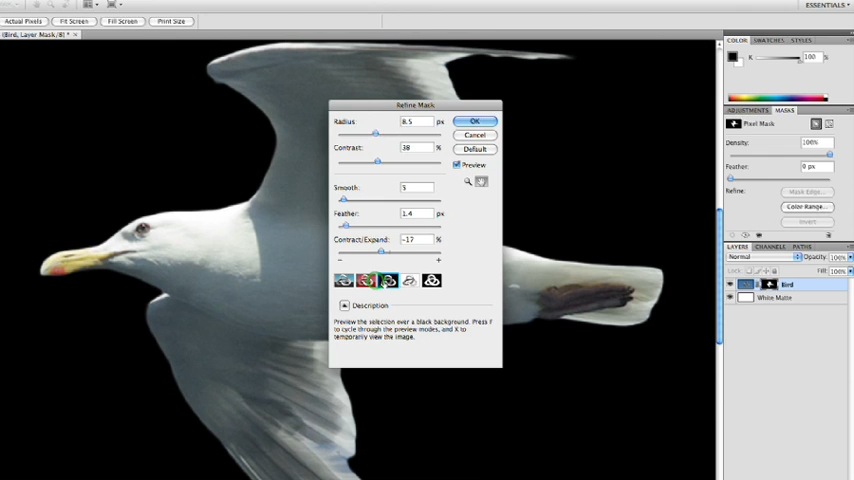 ESSENTIALS
Actual Pixels
Fit Screen
Fill Screen
Print Size
(Bird, Layer Mask/8) *
Refine Mask
Radius: 8.5 px
OK
Cancel
Contrast: 38 %
Default
Preview
Smooth: 5
Feather: 1.4 px
Contract/Expand: -17 %
− +
Description
Preview the selection over a black background. Press F
to cycle through the preview modes, and X to
temporarily view the image.
COLOR SWATCHES STYLES
K 100
ADJUSTMENTS MASKS
Pixel Mask
Density: 100%
Feather: 0 px
Refine: Mask Edge...
Color Range...
Invert
LAYERS CHANNELS PATHS
Normal Opacity: 100%
Lock: Fill: 100%
Bird
White Matte